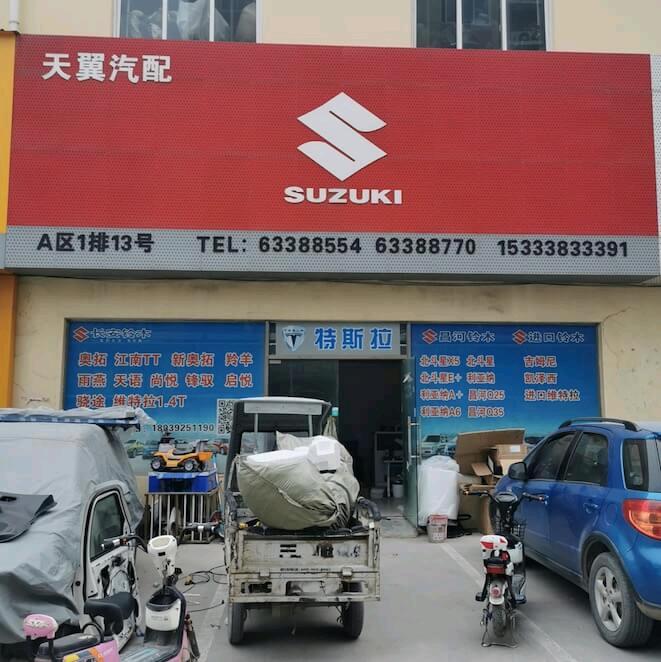 天翼汽配
SUZUKI
A区1排13号 TEL: 63388554 63388770 15333833391
长安铃木
奥拓 江南TT 新奥拓 羚羊
雨燕 天语 尚悦 锋驭 启悦
骁途 维特拉1.4T
18039251190
特斯拉
昌河铃木
北斗星X5 北斗星
北斗星E+ 利亚纳
利亚纳A+ 昌河Q25
利亚纳A6 昌河Q35
进口铃木
吉姆尼
凯泽西
进口维特拉